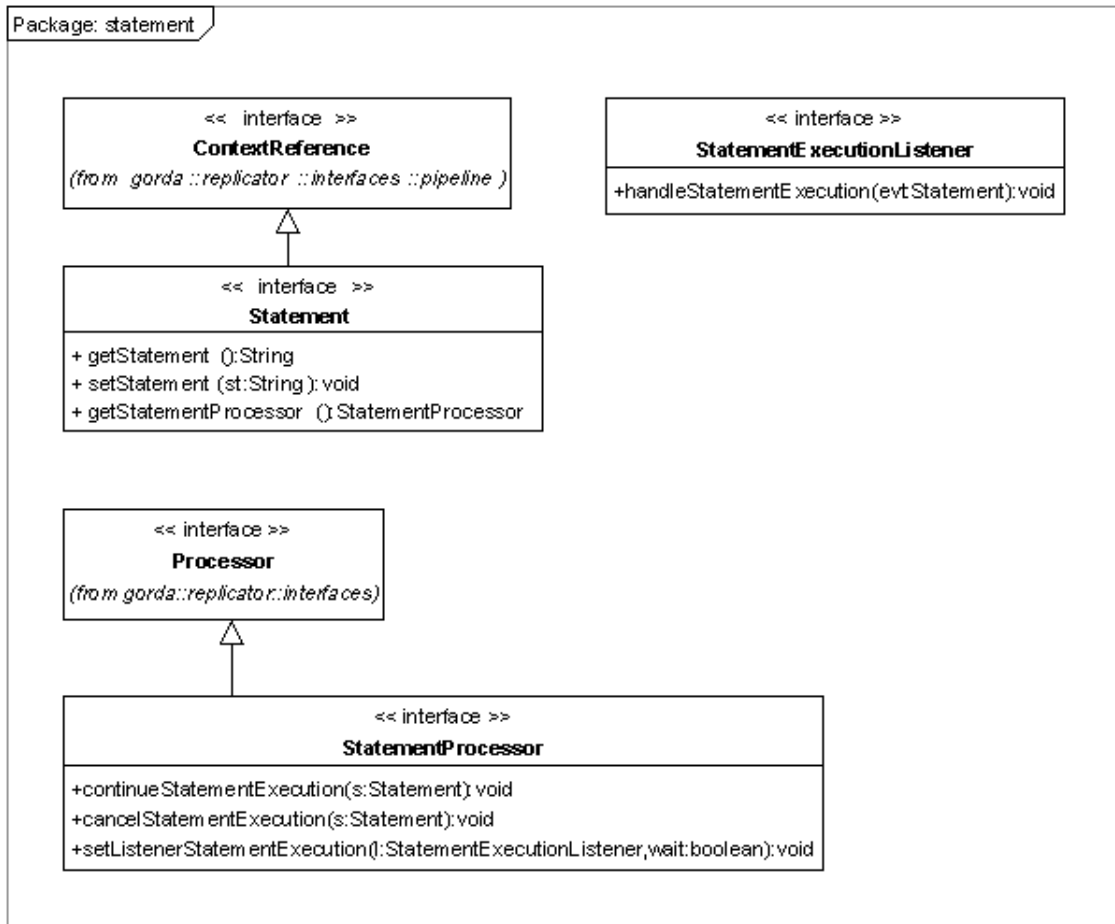 Package: statement
<< interface >>
ContextReference
(from gorda ::replicator ::interfaces ::pipeline )
<< interface >>
StatementExecutionListener
+handleStatementExecution(evt:Statement):void
<< interface >>
Statement
+ getStatement ():String
+ setStatement (st:String ): void
+ getStatementProcessor ():StatementProcessor
<< interface >>
Processor
(from gorda::replicator::interfaces)
<< interface >>
StatementProcessor
+continueStatementExecution(s:Statement):void
+cancelStatementExecution(s:Statement):void
+setListenerStatementExecution(l:StatementExecutionListener,wait:boolean):void